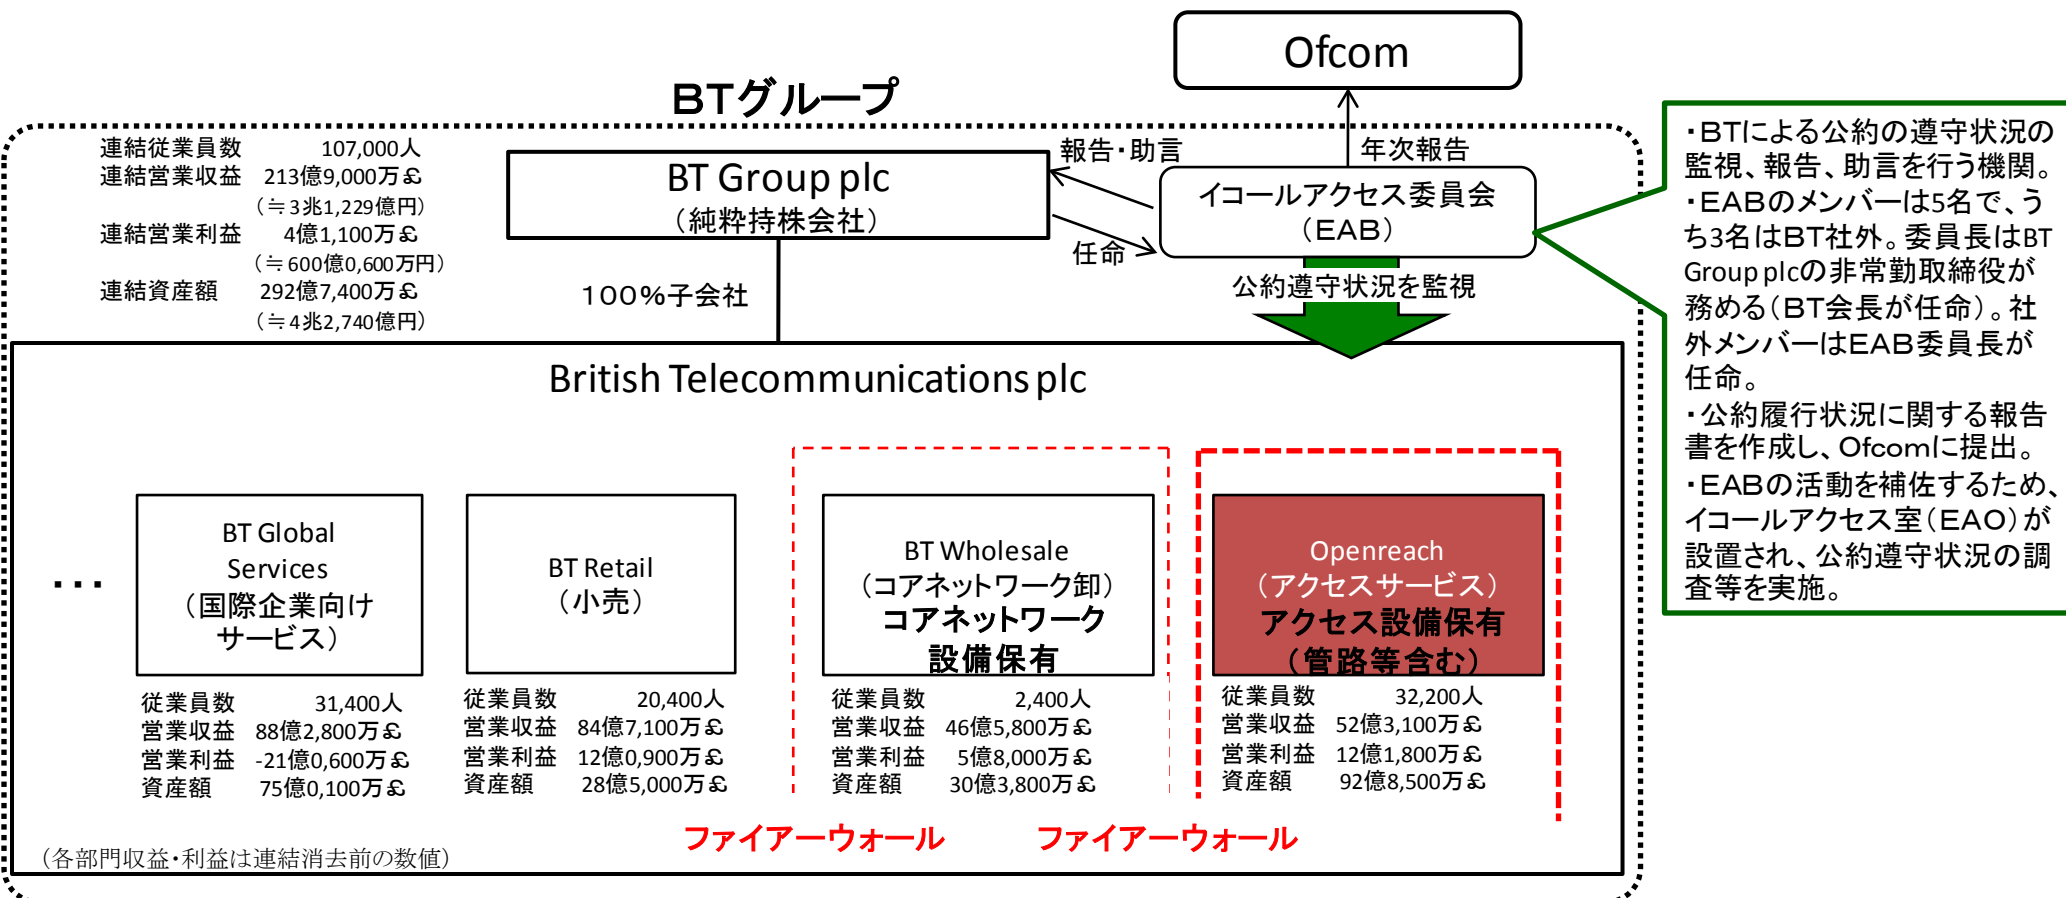 Ofcom
BTグループ
連結従業員数 107,000人
連結営業収益 213億9,000万£
（≒3兆1,229億円）
連結営業利益 4億1,100万£
（≒600億0,600万円）
連結資産額 292億7,400万£
（≒4兆2,740億円）
BT Group plc
（純粋持株会社）
報告・助言
年次報告
任命
イコールアクセス委員会
（EAB）
公約遵守状況を監視
100%子会社
・BTによる公約の遵守状況の
監視、報告、助言を行う機関。
・EABのメンバーは5名で、う
ち3名はBT社外。委員長はBT
Group plcの非常勤取締役が
務める（BT会長が任命）。社
外メンバーはEAB委員長が
任命。
・公約履行状況に関する報告
書を作成し、Ofcomに提出。
・EABの活動を補佐するため、
イコールアクセス室（EAO）が
設置され、公約遵守状況の調
査等を実施。
British Telecommunications plc
…
BT Global
Services
（国際企業向け
サービス）
従業員数 31,400人
営業収益 88億2,800万£
営業利益 -21億0,600万£
資産額 75億0,100万£
BT Retail
（小売）
従業員数 20,400人
営業収益 84億7,100万£
営業利益 12億0,900万£
資産額 28億5,000万£
BT Wholesale
（コアネットワーク卸）
コアネットワーク
設備保有
従業員数 2,400人
営業収益 46億5,800万£
営業利益 5億8,000万£
資産額 30億3,800万£
Openreach
（アクセスサービス）
アクセス設備保有
（管路等含む）
従業員数 32,200人
営業収益 52億3,100万£
営業利益 12億1,800万£
資産額 92億8,500万£
ファイアーウォール
ファイアーウォール
（各部門収益・利益は連結消去前の数値）